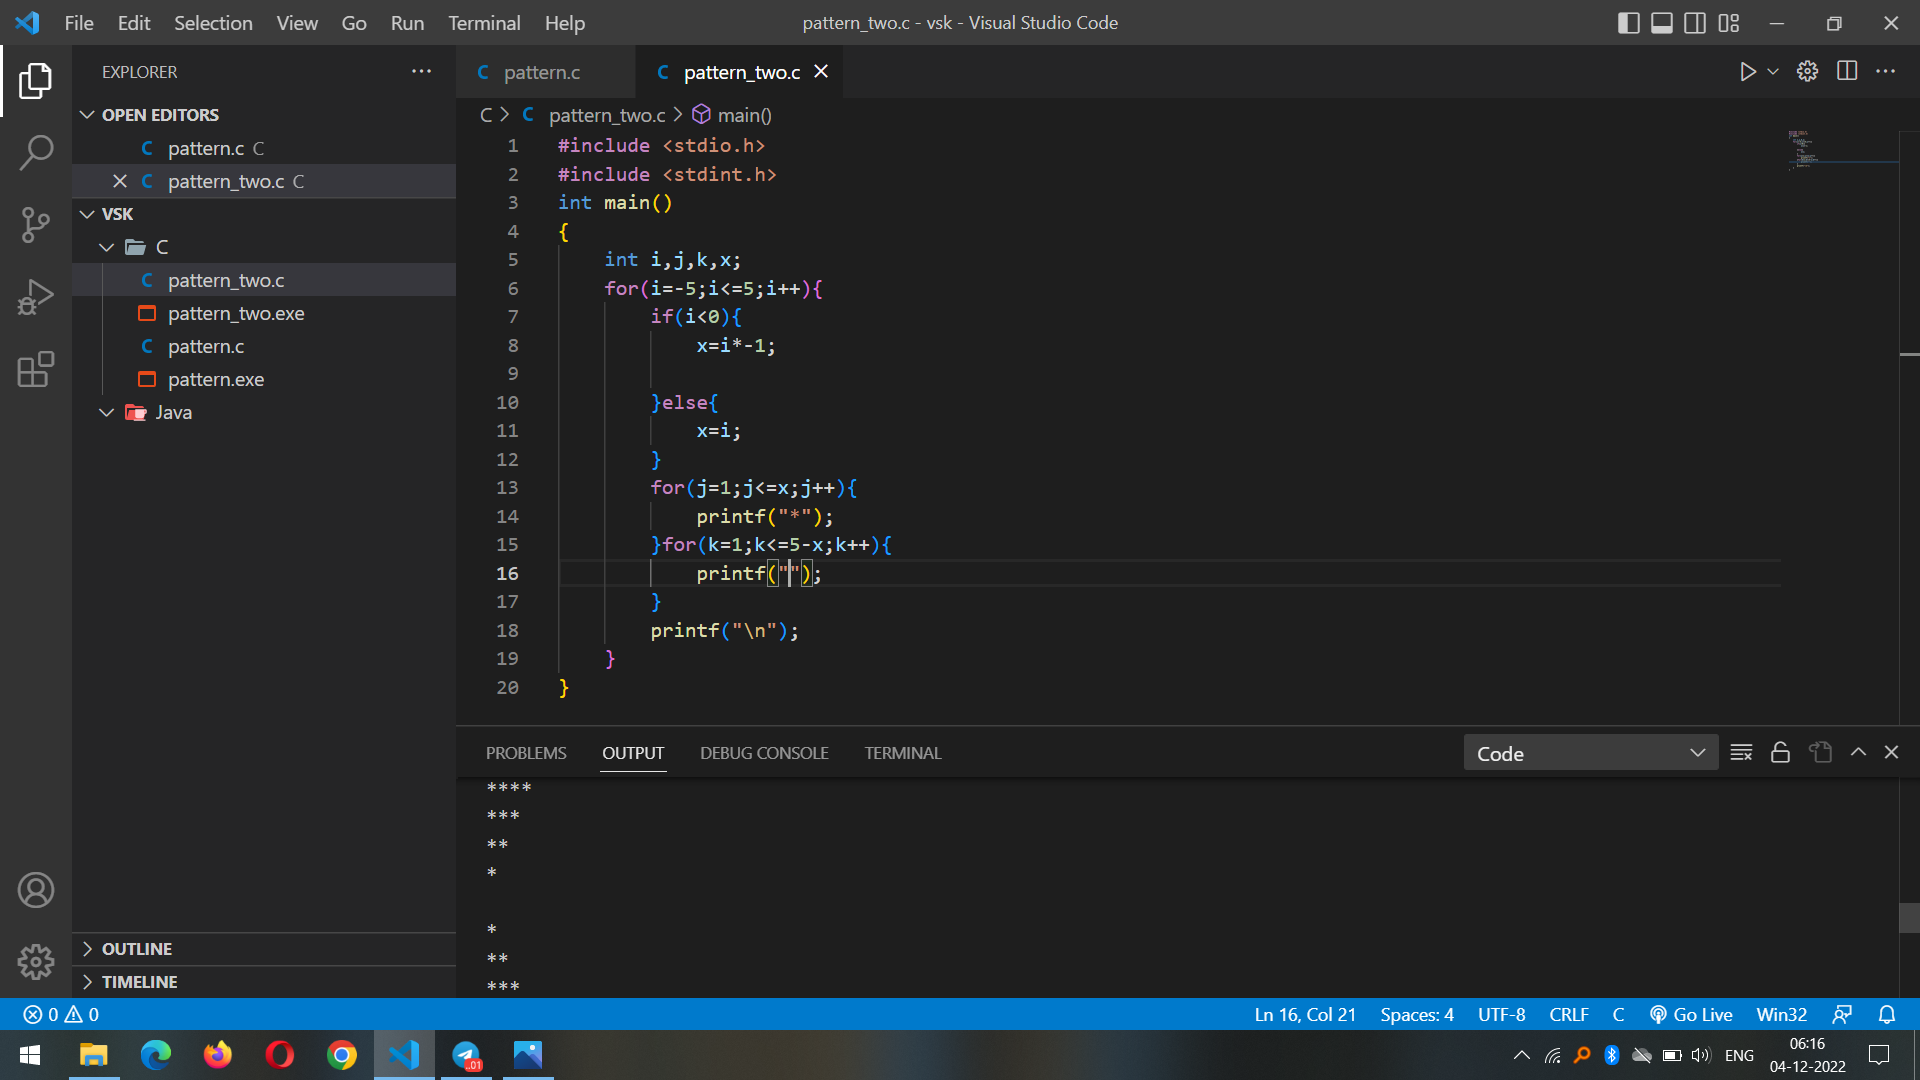 File Edit Selection View Go Run Terminal Help
pattern_two.c - vsk - Visual Studio Code
EXPLORER
OPEN EDITORS
C pattern.c C
C pattern_two.c C
VSK
C
C pattern_two.c
pattern_two.exe
C pattern.c
pattern.exe
Java
OUTLINE
TIMELINE
C pattern.c
C pattern_two.c
C > C pattern_two.c > main()
1 #include <stdio.h>
2 #include <stdint.h>
3 int main()
4 {
5 int i,j,k,x;
6 for(i=-5;i<=5;i++){
7 if(i<0){
8 x=i*-1;
9
10 }else{
11 x=i;
12 }
13 for(j=1;j<=x;j++){
14 printf("*");
15 }for(k=1;k<=5-x;k++){
16 printf("");
17 }
18 printf("\n");
19 }
20 }
PROBLEMS OUTPUT DEBUG CONSOLE TERMINAL
Code
****
***
**
*
*
**
***
0 0
Ln 16, Col 21 Spaces: 4 UTF-8 CRLF C Go Live Win32
..01
ENG
06:16
04-12-2022